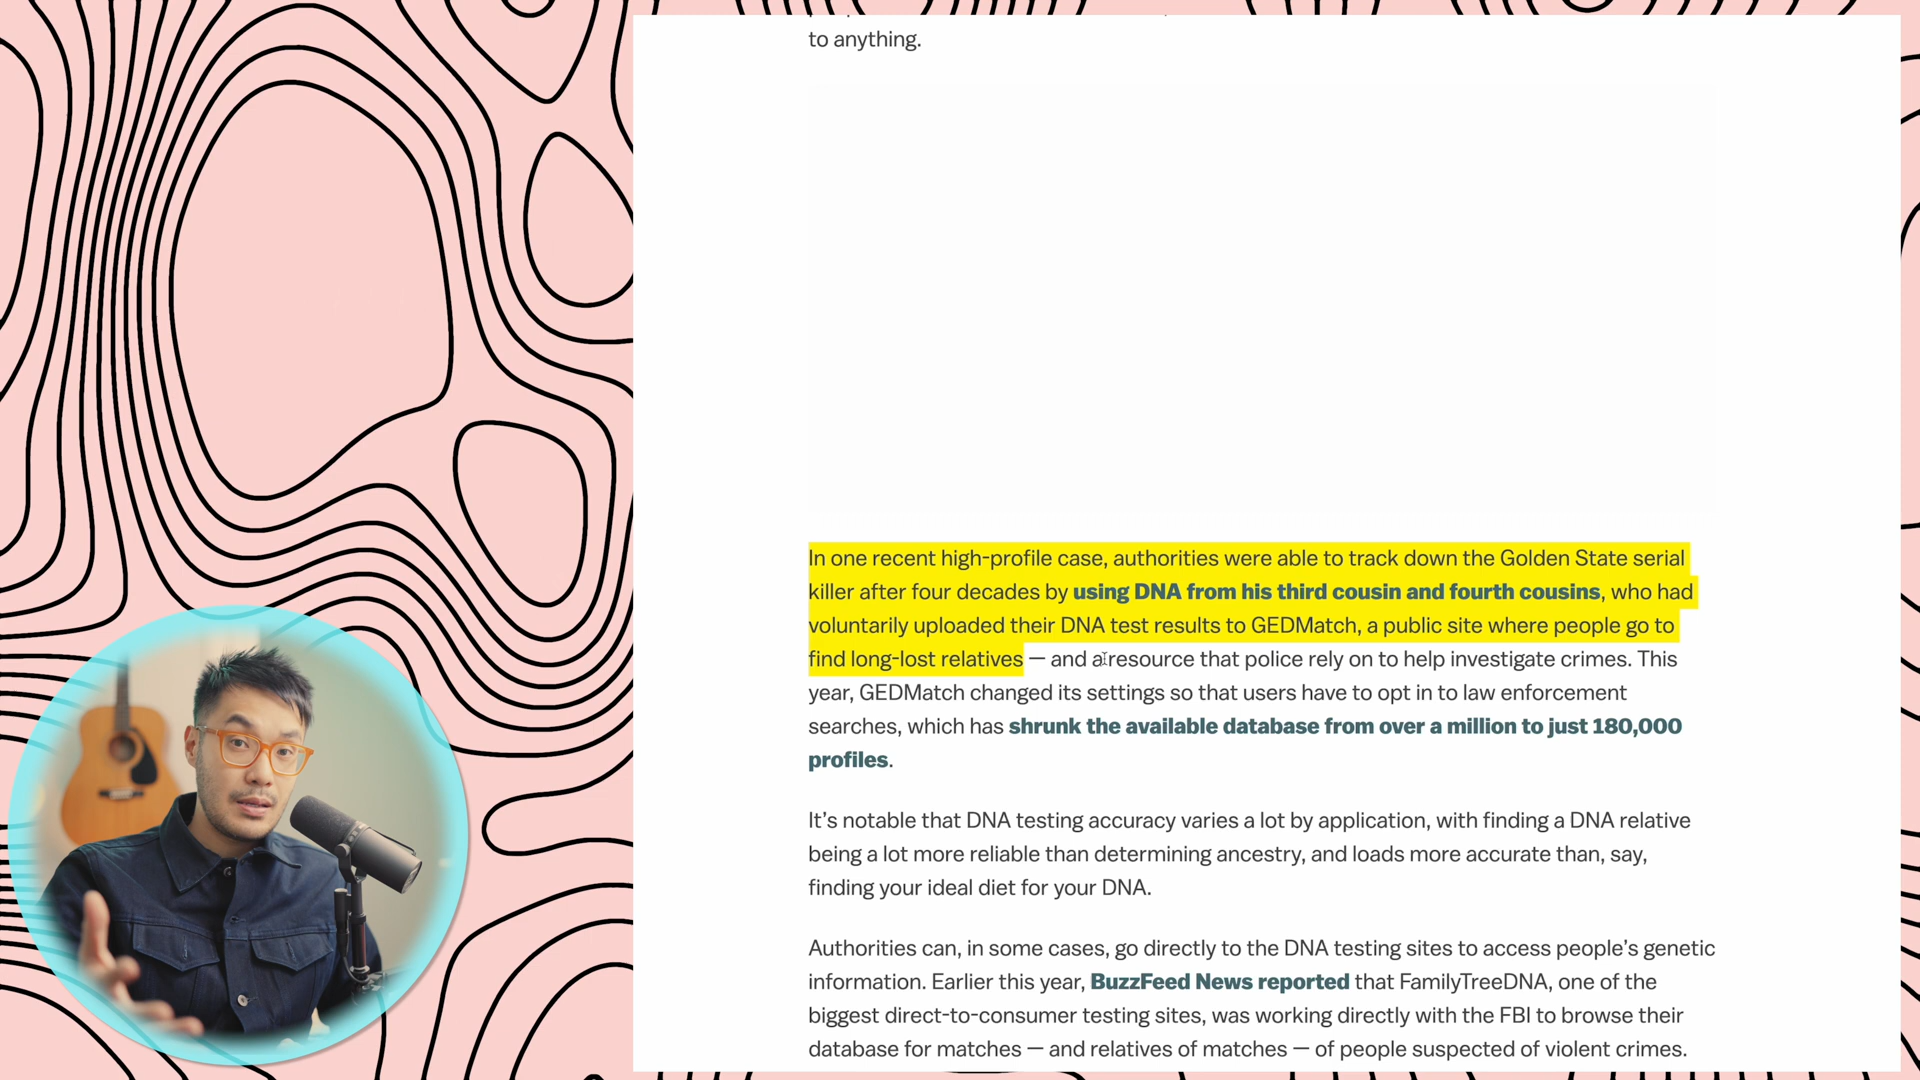 to anything.
In one recent high-profile case, authorities were able to track down the Golden State serial
killer after four decades by using DNA from his third cousin and fourth cousins, who had
voluntarily uploaded their DNA test results to GEDMatch, a public site where people go to
find long-lost relatives — and a resource that police rely on to help investigate crimes. This
year, GEDMatch changed its settings so that users have to opt in to law enforcement
searches, which has shrunk the available database from over a million to just 180,000
profiles.
It’s notable that DNA testing accuracy varies a lot by application, with finding a DNA relative
being a lot more reliable than determining ancestry, and loads more accurate than, say,
finding your ideal diet for your DNA.
Authorities can, in some cases, go directly to the DNA testing sites to access people’s genetic
information. Earlier this year, BuzzFeed News reported that FamilyTreeDNA, one of the
biggest direct-to-consumer testing sites, was working directly with the FBI to browse their
database for matches — and relatives of matches — of people suspected of violent crimes.